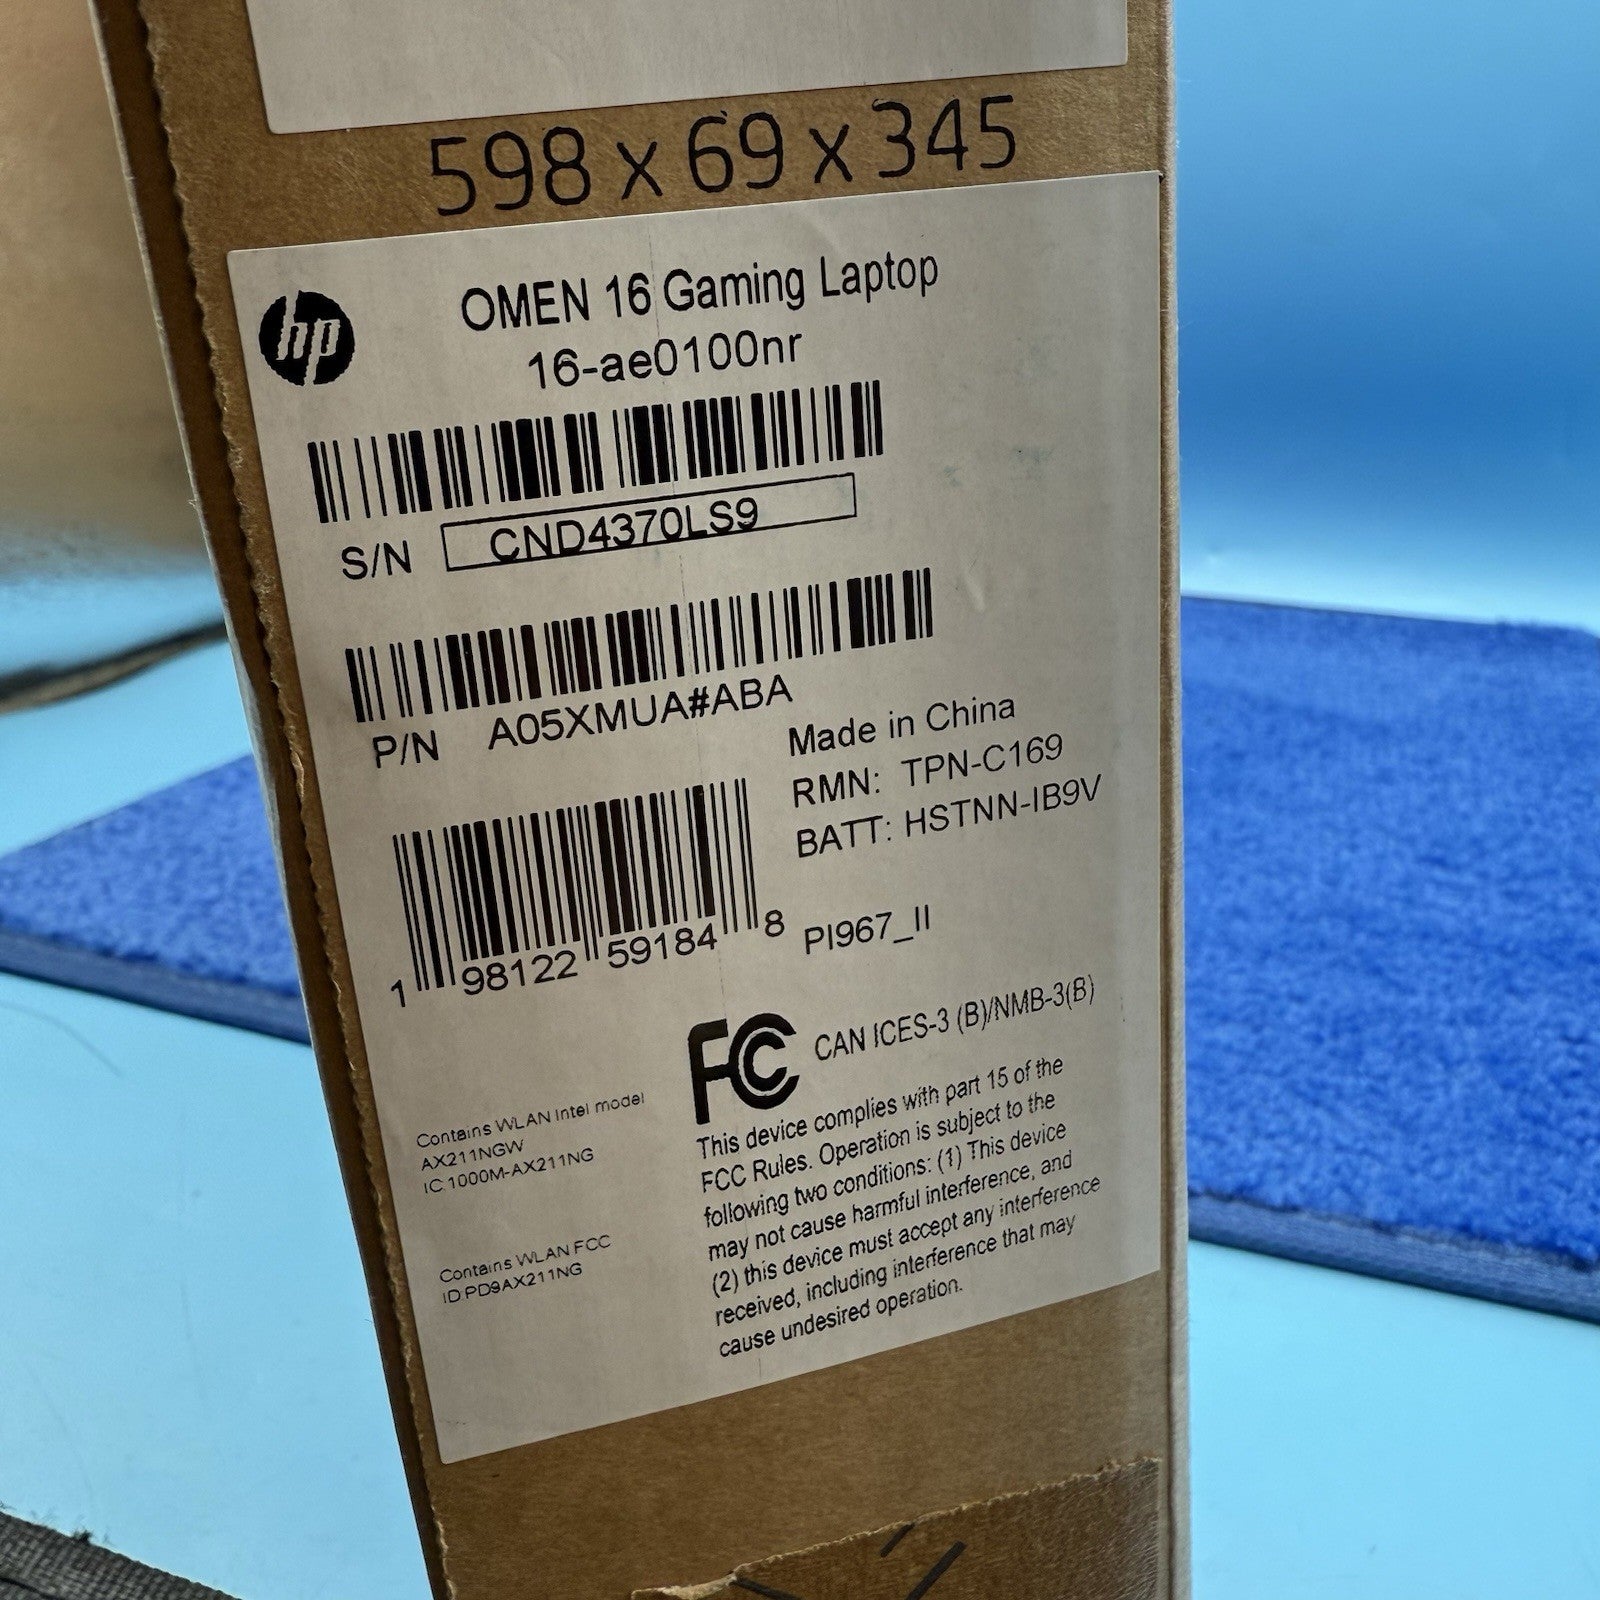 598 x 69 x 345
hp
OMEN 16 Gaming Laptop
16-ae0100nr
S/N CND4370LS9
P/N A05XMUA#ABA
Made in China
RMN: TPN-C169
BATT: HSTNN-IB9V
1 98122 59184 8
PI967_II
FC CAN ICES-3 (B)/NMB-3(B)
Contains WLAN Intel model
AX211NGW
IC:1000M-AX211NG
Contains WLAN FCC
ID:PD9AX211NG
This device complies with part 15 of the
FCC Rules. Operation is subject to the
following two conditions: (1) This device
may not cause harmful interference, and
(2) this device must accept any interference
received, including interference that may
cause undesired operation.